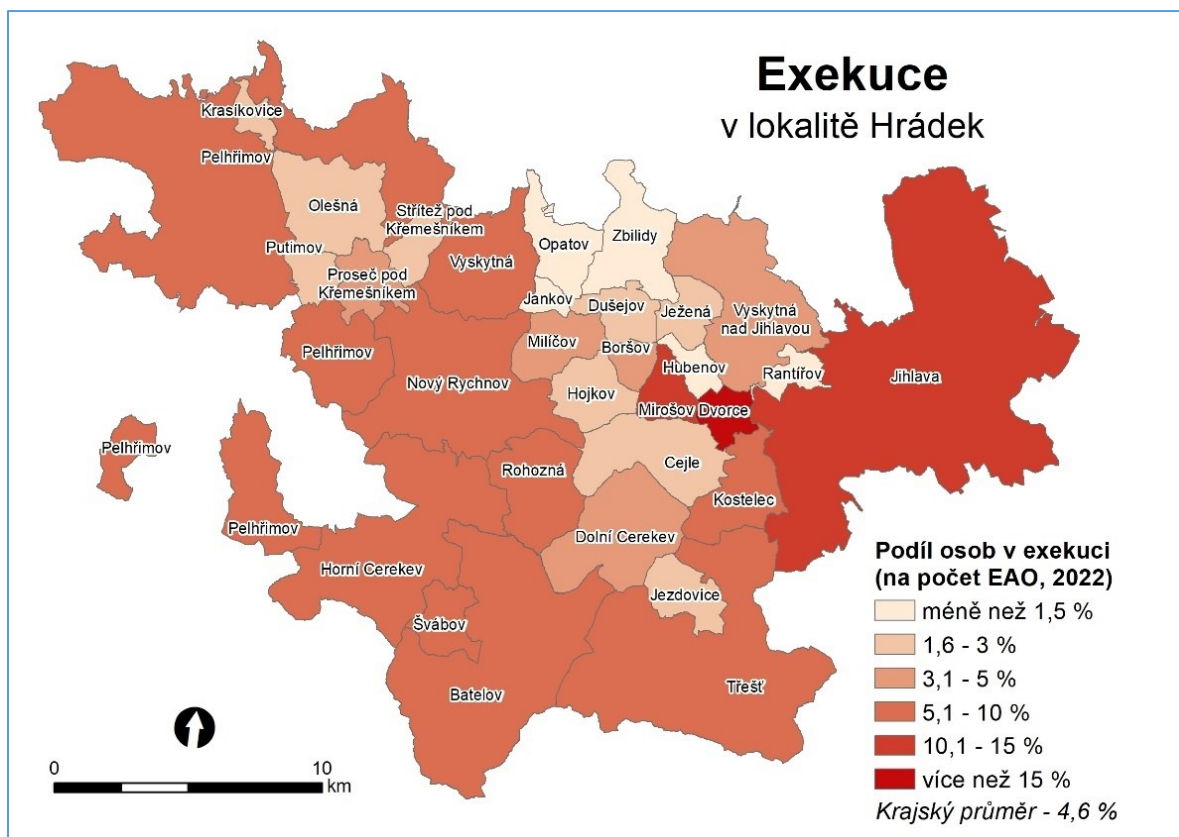 Exekuce
v lokalitě Hrádek
Krasíkovice
Pelhřimov
Olešná
Střítež pod
Křemešníkem
Putimov
Proseč pod
Křemešníkem
Vyskytná
Opatov
Zbilidy
Jankov
Dušejov
Ježená
Vyskytná
nad Jihlavou
Pelhřimov
Milíčov
Boršov
Hubenov
Rantířov
Jihlava
Nový Rychnov
Hojkov
Mirošov
Dvorce
Pelhřimov
Rohozná
Cejle
Kostelec
Pelhřimov
Dolní Cerekev
Horní Cerekev
Jezdovice
Švábov
Batelov
Třešť
Podíl osob v exekuci
(na počet EAO, 2022)
méně než 1,5 %
1,6 - 3 %
3,1 - 5 %
5,1 - 10 %
10,1 - 15 %
více než 15 %
Krajský průměr - 4,6 %
0
10
km